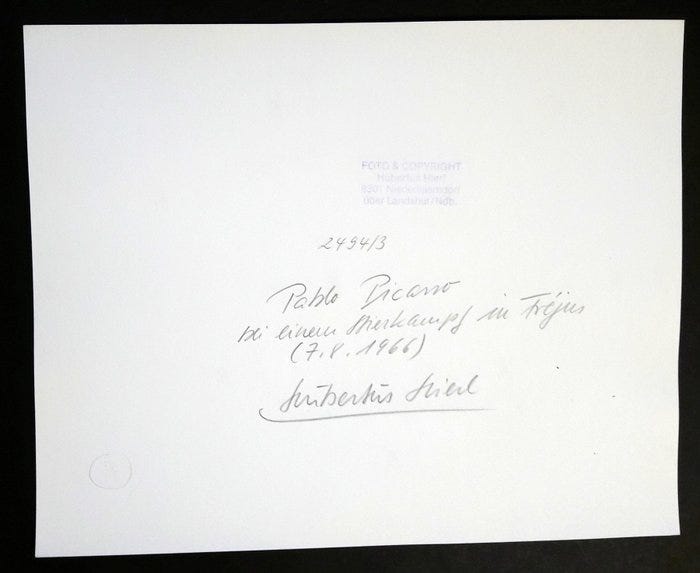 FOTO & COPYRIGHT
Hubertus Hierl
8301 Niederaichbach
über Landshut/Ndb.
2494/3
Pablo Picasso
bei einem Stierkampf in Fréjus
(7.8.1966)
Hubertus Hierl